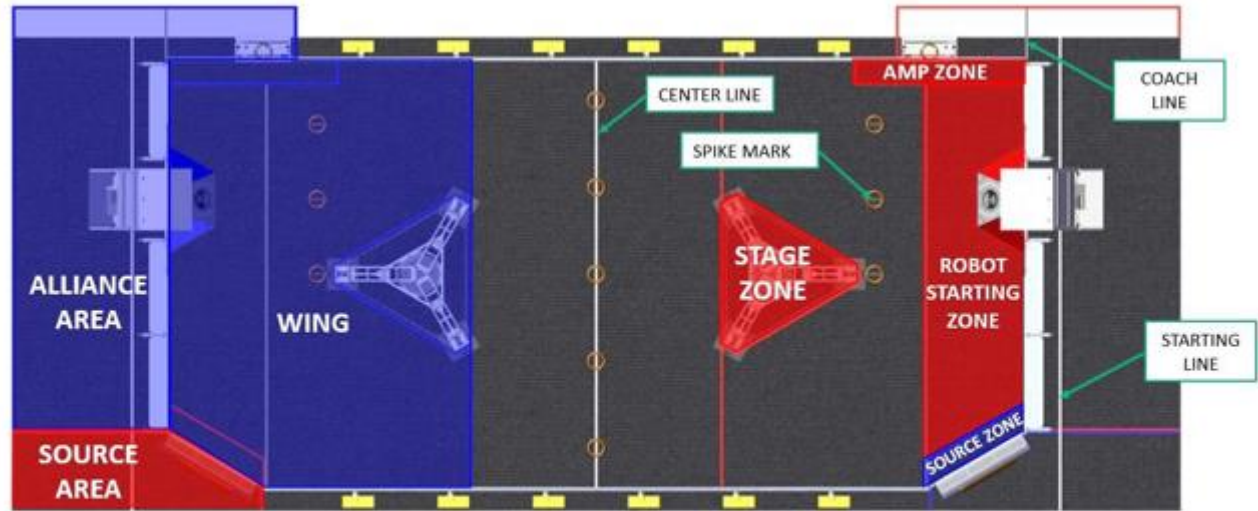 AMP ZONE
COACH
LINE
CENTER LINE
SPIKE MARK
STAGE
ZONE
ALLIANCE
AREA
WING
ROBOT
STARTING
ZONE
STARTING
LINE
SOURCE
AREA
SOURCE ZONE